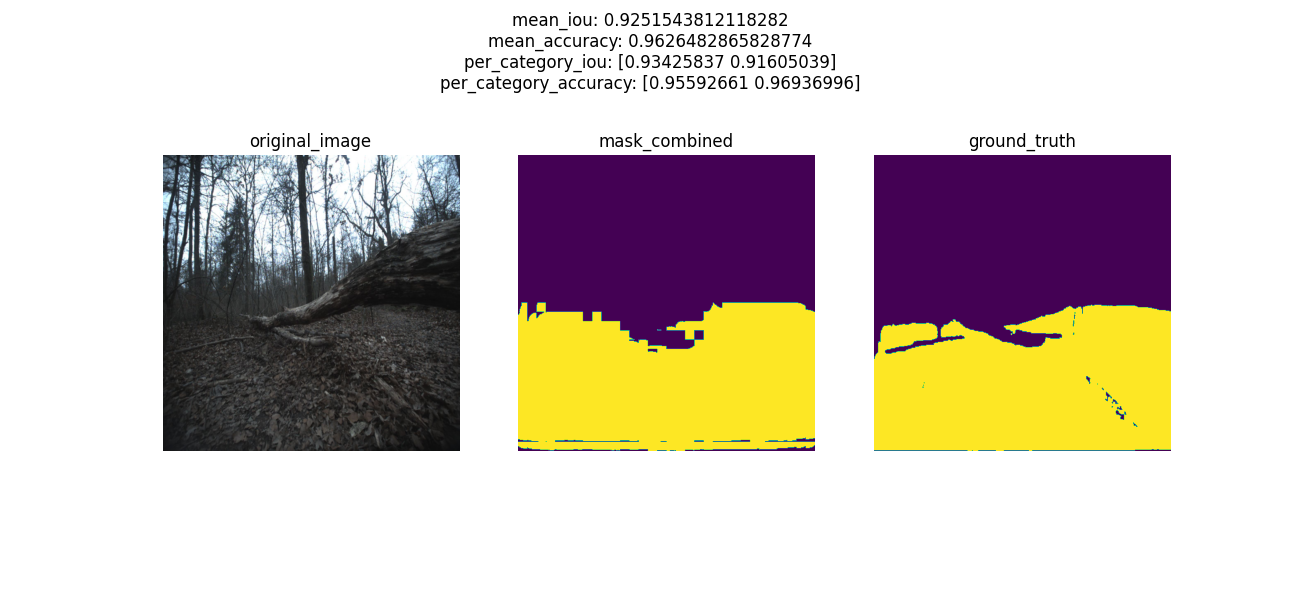 mean_iou: 0.9251543812118282
mean_accuracy: 0.9626482865828774
per_category_iou: [0.93425837 0.91605039]
per_category_accuracy: [0.95592661 0.96936996]
original_image
mask_combined
ground_truth